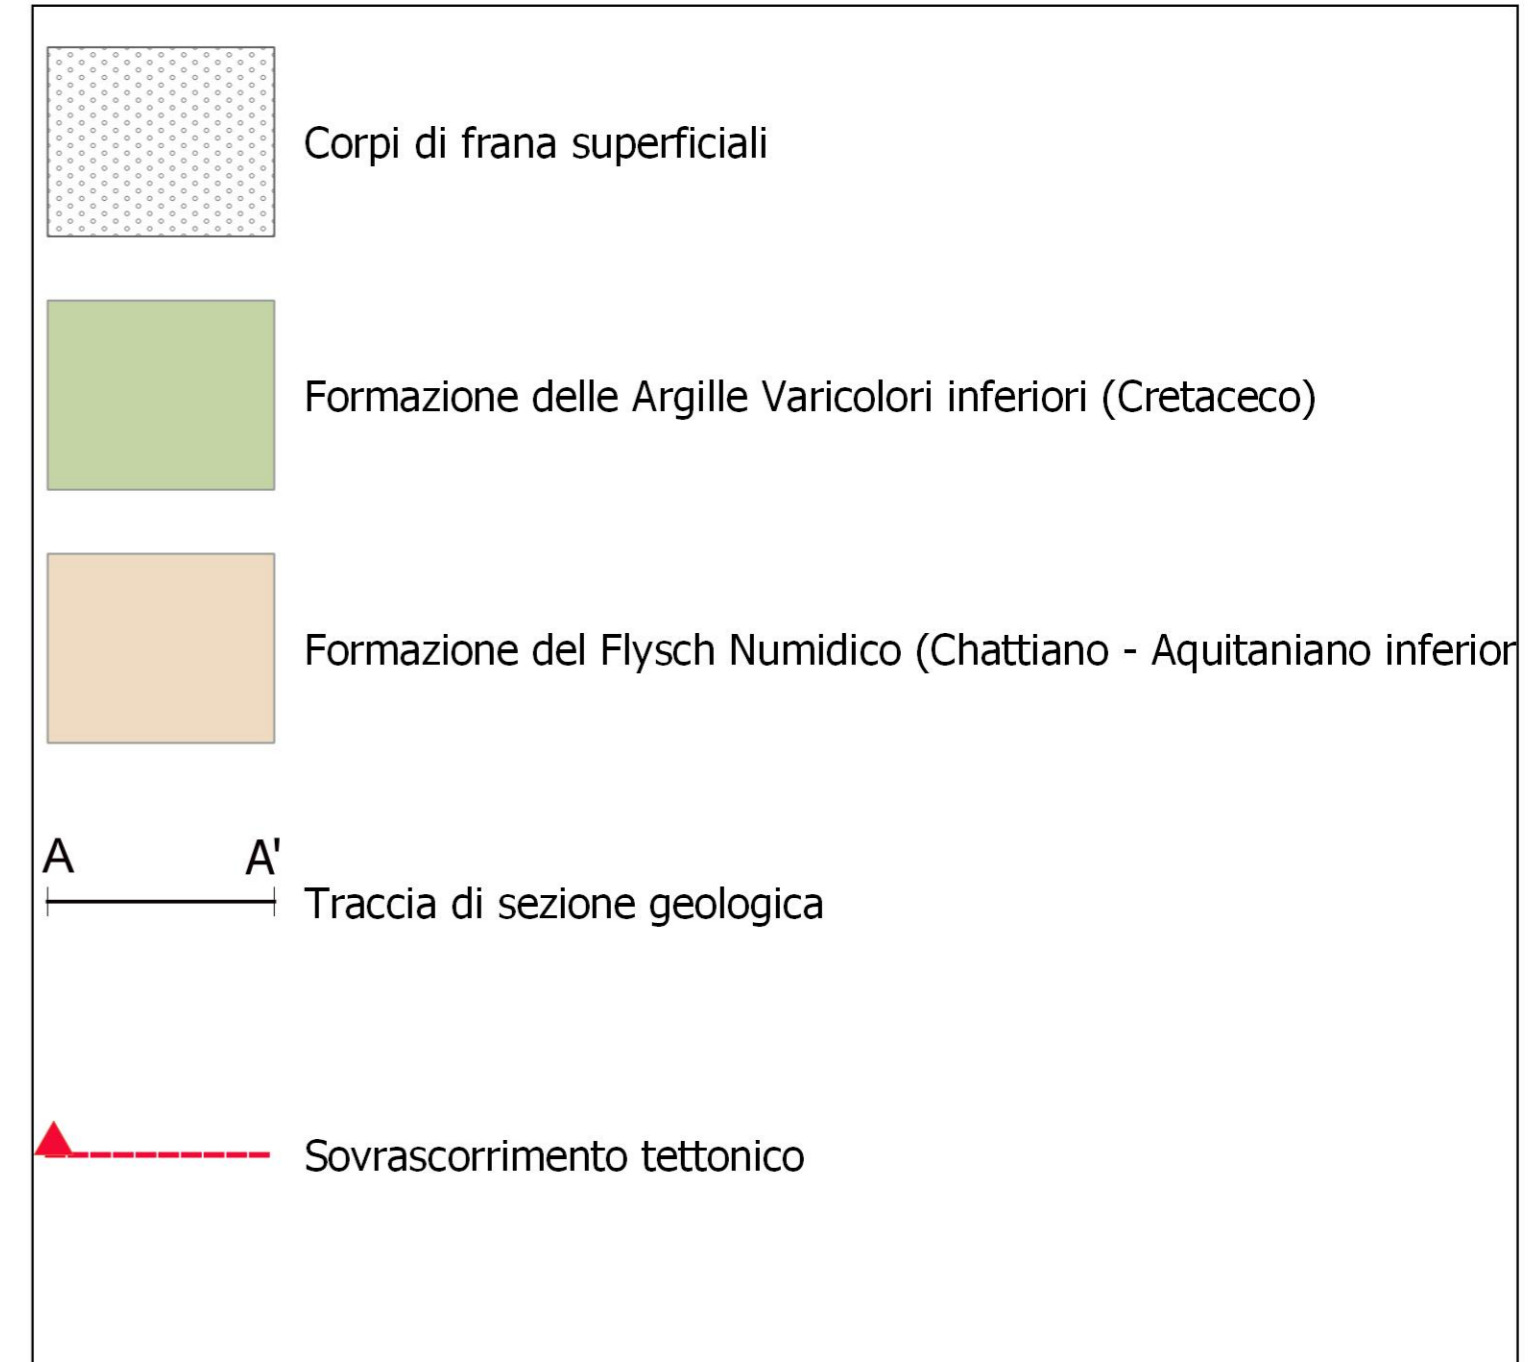 Corpi di frana superficiali
Formazione delle Argille Varicolori inferiori (Cretaceco)
Formazione del Flysch Numidico (Chattiano - Aquitaniano inferior
A A'
Traccia di sezione geologica
Sovrascorrimento tettonico